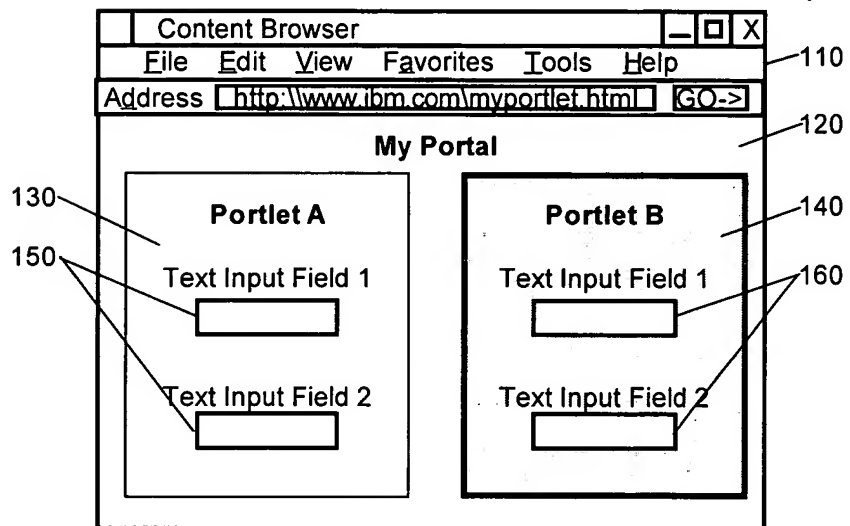 Content Browser X
File Edit View Favorites Tools Help 110
Address http:\\www.ibm.com\myportlet.htm GO->
120
My Portal
130 Portlet A Portlet B 140
150 Text Input Field 1 Text Input Field 1 160
Text Input Field 2 Text Input Field 2